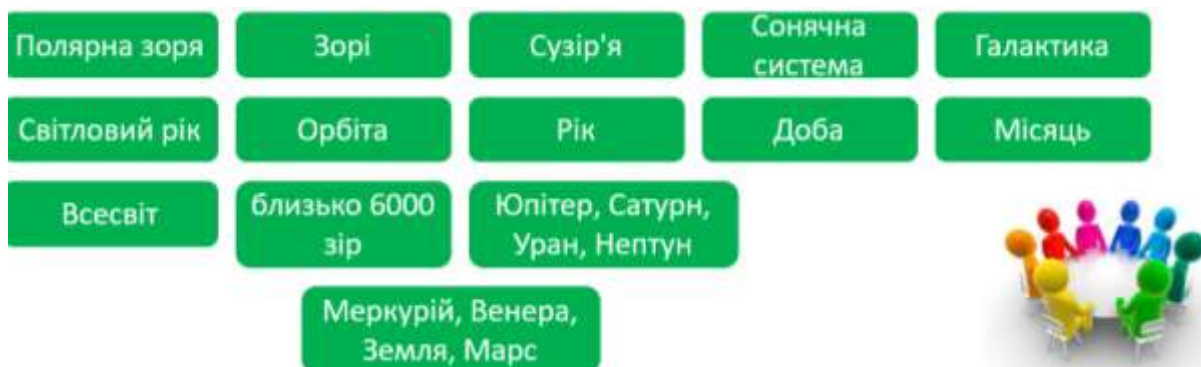 Полярна зоря
Зорі
Сузір'я
Сонячна
система
Галактика
Світловий рік
Орбіта
Рік
Доба
Місяць
Всесвіт
близько 6000
зір
Юпітер, Сатурн,
Уран, Нептун
Меркурій, Венера,
Земля, Марс